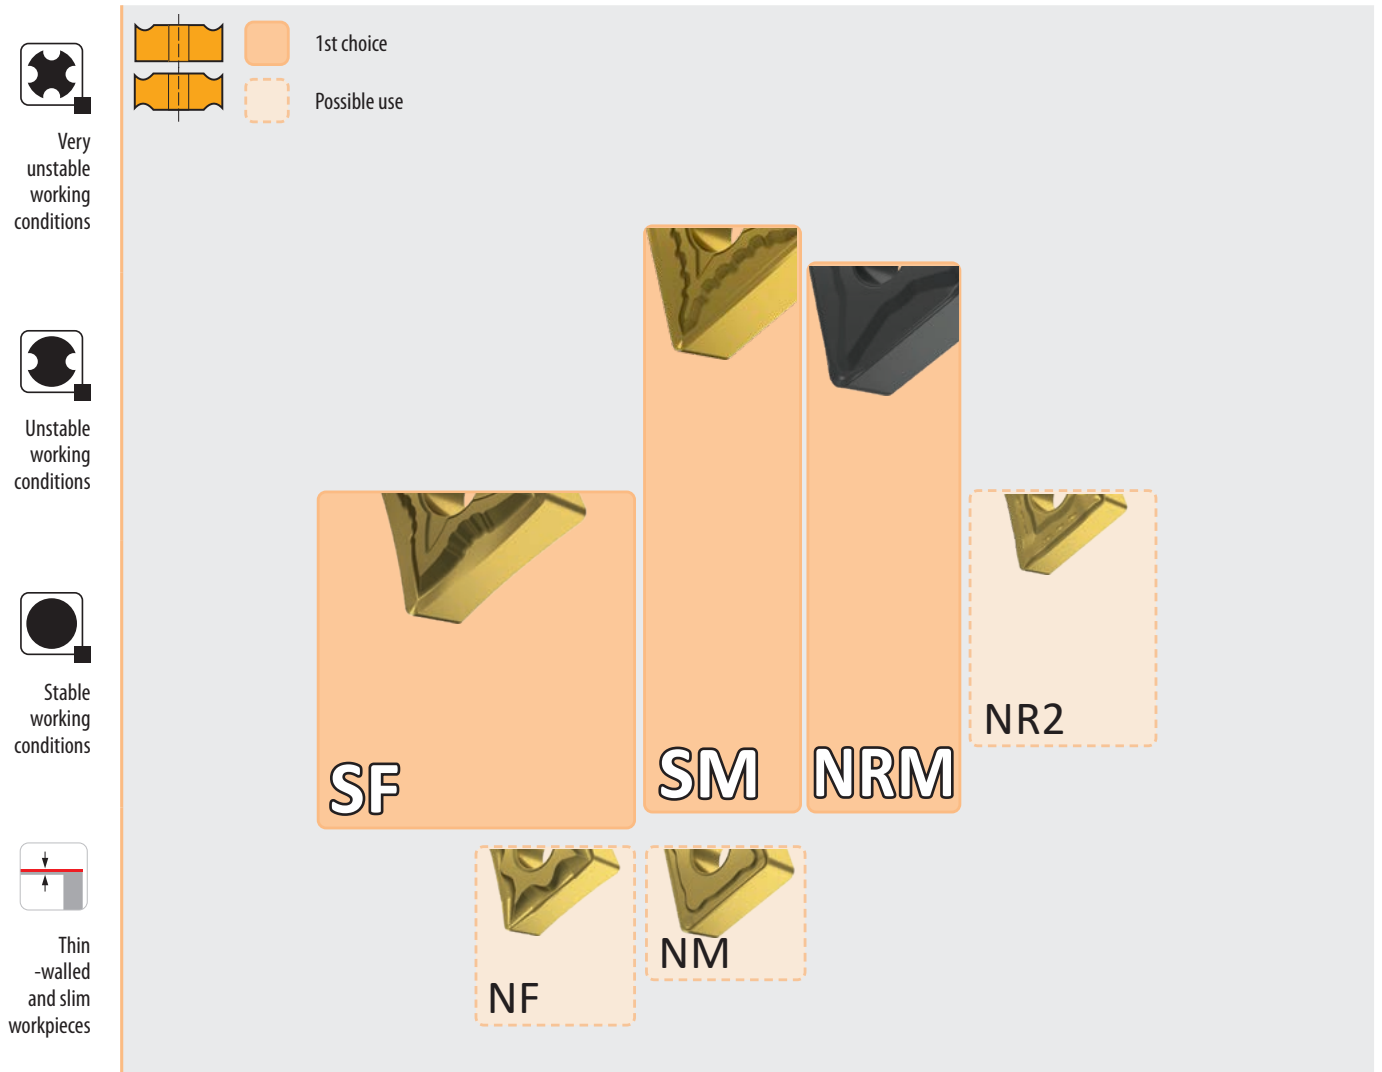 1st choice
Possible use
Very
unstable
working
conditions
Unstable
working
conditions
Stable
working
conditions
Thin
-walled
and slim
workpieces
SF
SM
NRM
NR2
NF
NM